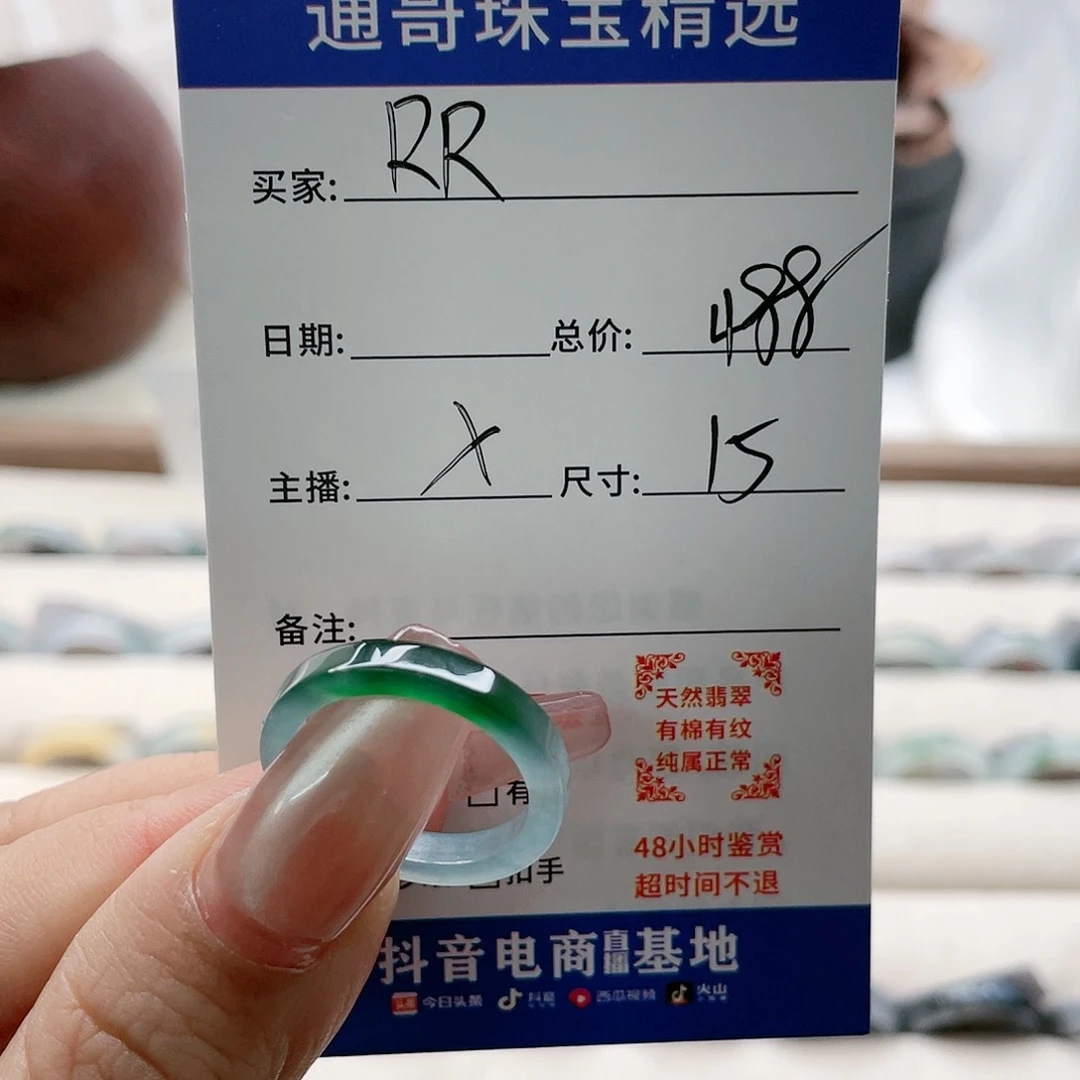 通哥珠宝精选
买家: RR
日期: 总价: 488
主播: X 尺寸: 15
备注:
天然翡翠
有棉有纹
纯属正常
有
扣手
48小时鉴赏
超时间不退
抖音电商直播基地
今日头条 抖音 西瓜视频 火山